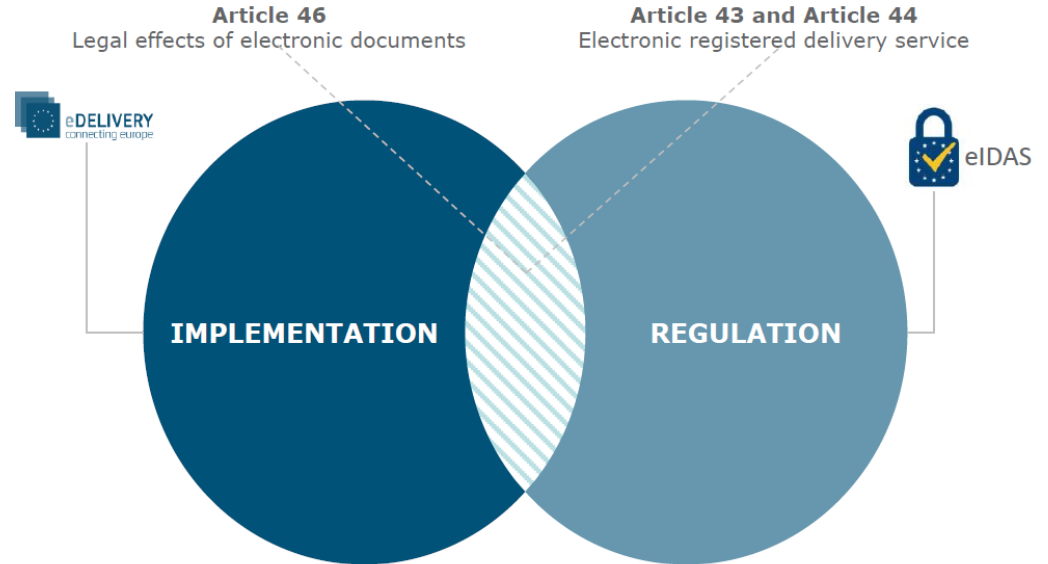 Article 46
Legal effects of electronic documents
Article 43 and Article 44
Electronic registered delivery service
eDELIVERY
connecting europe
eIDAS
IMPLEMENTATION
REGULATION